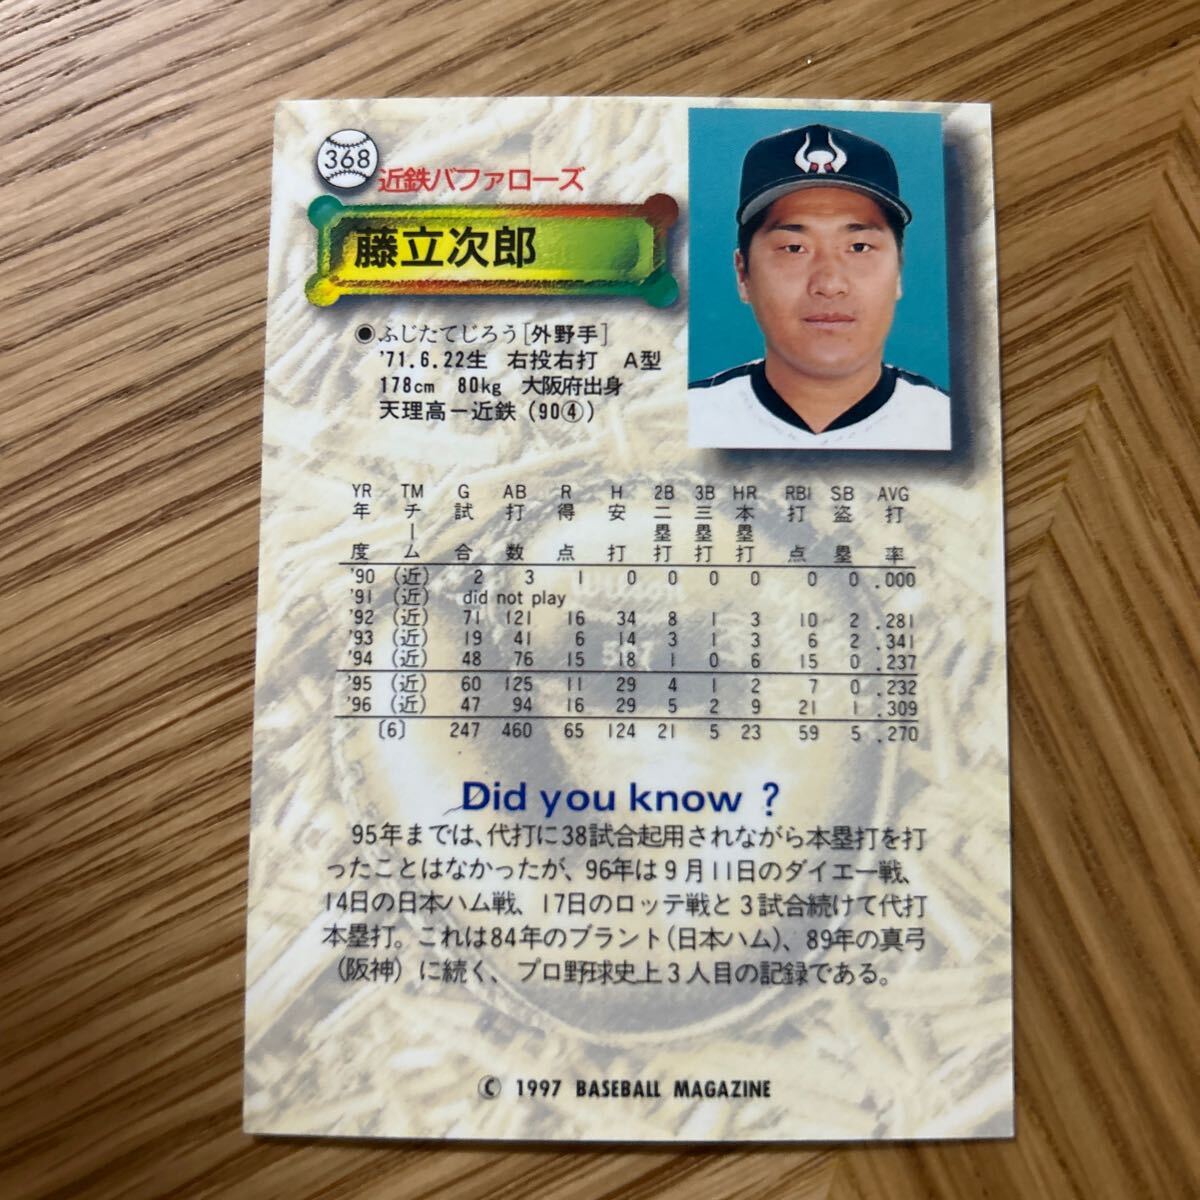 368
近鉄バファローズ
藤立次郎
●ふじたてじろう[外野手]
'71.6.22生 右投右打 A型
178cm 80kg 大阪府出身
天理高－近鉄（90④）
YR TM G AB R H 2B 3B HR RBI SB AVG
年度 チーム 試合 打数 得点 安打 二塁打 三塁打 本塁打 打点 盗塁 打率
'90 (近) 2 3 1 0 0 0 0 0 0 .000
'91 (近) did not play
'92 (近) 71 121 16 34 8 1 3 10 2 .281
'93 (近) 19 41 6 14 3 1 3 6 2 .341
'94 (近) 48 76 15 18 1 0 6 15 0 .237
'95 (近) 60 125 11 29 4 1 2 7 0 .232
'96 (近) 47 94 16 29 5 2 9 21 1 .309
〔6〕 247 460 65 124 21 5 23 59 5 .270
Did you know ?
95年までは、代打に38試合起用されながら本塁打を打
ったことはなかったが、96年は9月11日のダイエー戦、
14日の日本ハム戦、17日のロッテ戦と3試合続けて代打
本塁打。これは84年のブラント(日本ハム)、89年の真弓
(阪神)に続く、プロ野球史上3人目の記録である。
© 1997 BASEBALL MAGAZINE